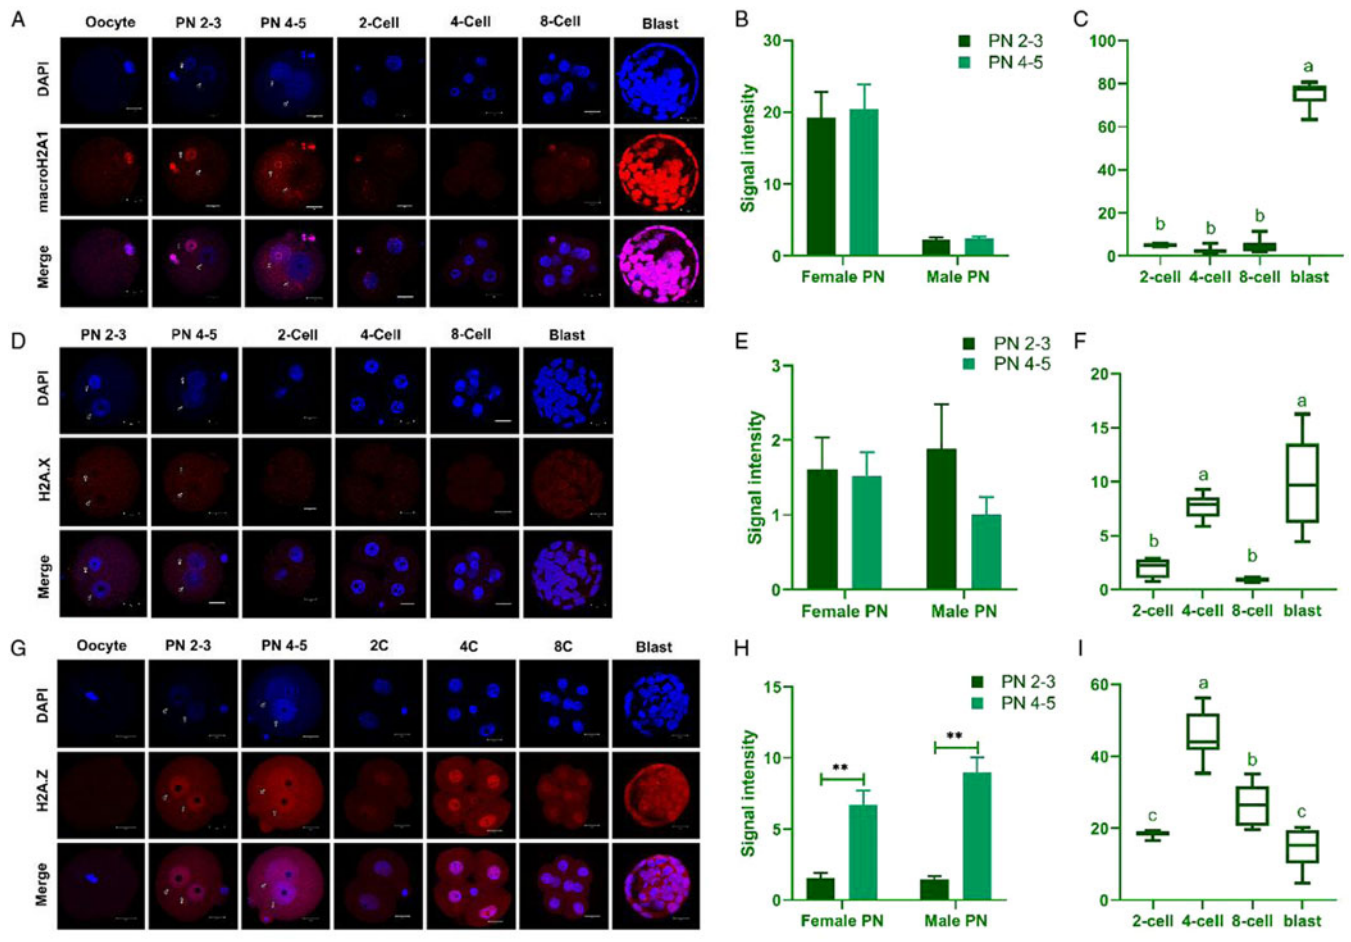 A
Oocyte PN 2-3 PN 4-5 2-Cell 4-Cell 8-Cell Blast
DAPI
macroH2A1
Merge
B
PN 2-3
PN 4-5
Signal intensity
30
20
10
0
Female PN Male PN
C
100
80
60
40
20
0
b b b a
2-cell 4-cell 8-cell blast
D
PN 2-3 PN 4-5 2-Cell 4-Cell 8-Cell Blast
DAPI
H2A.X
Merge
E
PN 2-3
PN 4-5
Signal intensity
3
2
1
0
Female PN Male PN
F
20
15
10
5
0
b a b a
2-cell 4-cell 8-cell blast
G
Oocyte PN 2-3 PN 4-5 2C 4C 8C Blast
DAPI
H2A.Z
Merge
H
PN 2-3
PN 4-5
Signal intensity
15
10
5
0
** **
Female PN Male PN
I
60
40
20
0
c a b c
2-cell 4-cell 8-cell blast